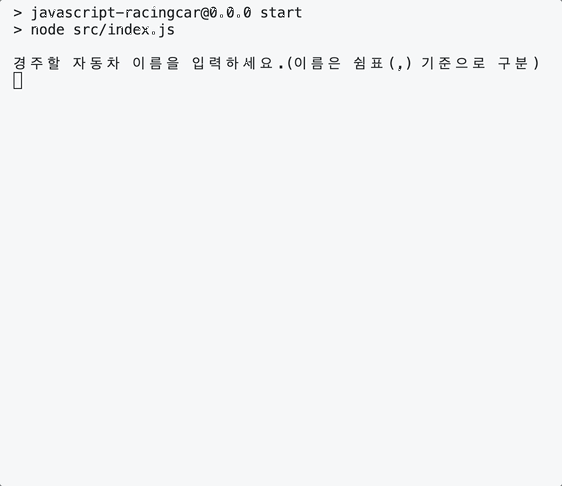 > javascript-racingcar@0.0.0 start
> node src/index.js
경주할 자동차 이름을 입력하세요.(이름은 쉼표(,) 기준으로 구분)